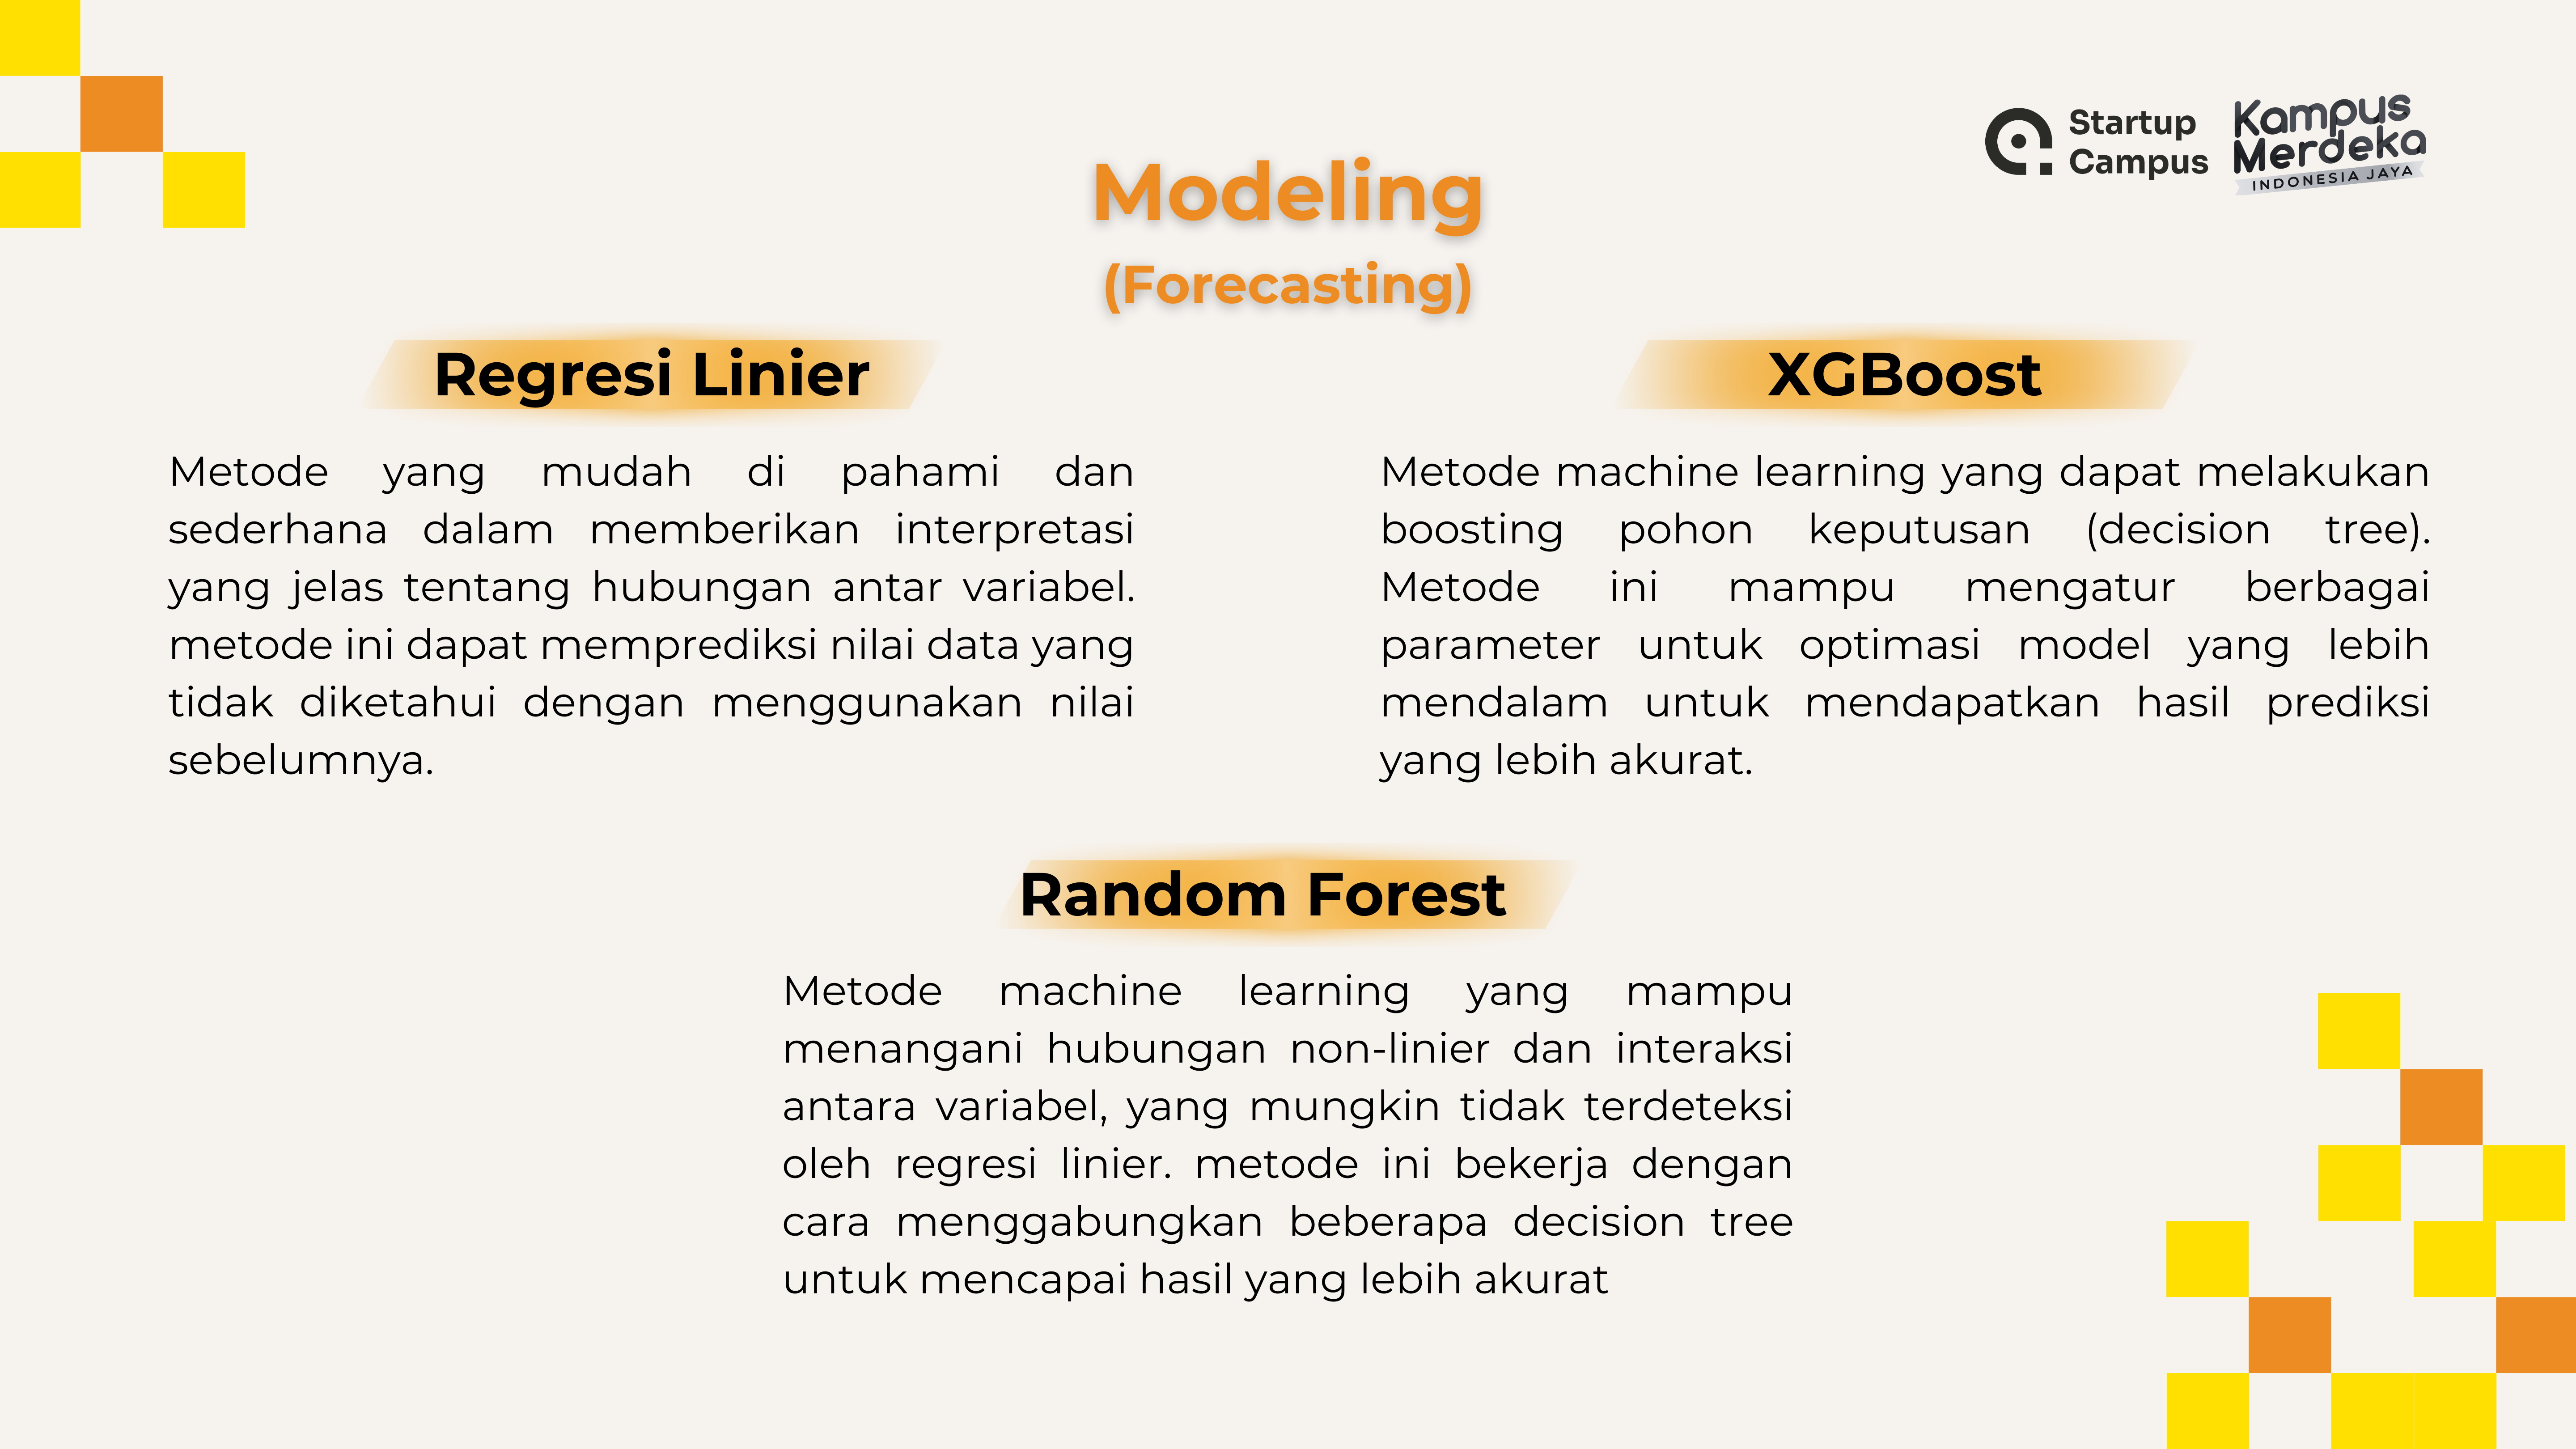 Startup
Campus
Kampus
Merdeka
INDONESIA JAYA
Modeling
(Forecasting)
Regresi Linier
Metode yang mudah di pahami dan
sederhana dalam memberikan interpretasi
yang jelas tentang hubungan antar variabel.
metode ini dapat memprediksi nilai data yang
tidak diketahui dengan menggunakan nilai
sebelumnya.
XGBoost
Metode machine learning yang dapat melakukan
boosting pohon keputusan (decision tree).
Metode ini mampu mengatur berbagai
parameter untuk optimasi model yang lebih
mendalam untuk mendapatkan hasil prediksi
yang lebih akurat.
Random Forest
Metode machine learning yang mampu
menangani hubungan non-linier dan interaksi
antara variabel, yang mungkin tidak terdeteksi
oleh regresi linier. metode ini bekerja dengan
cara menggabungkan beberapa decision tree
untuk mencapai hasil yang lebih akurat